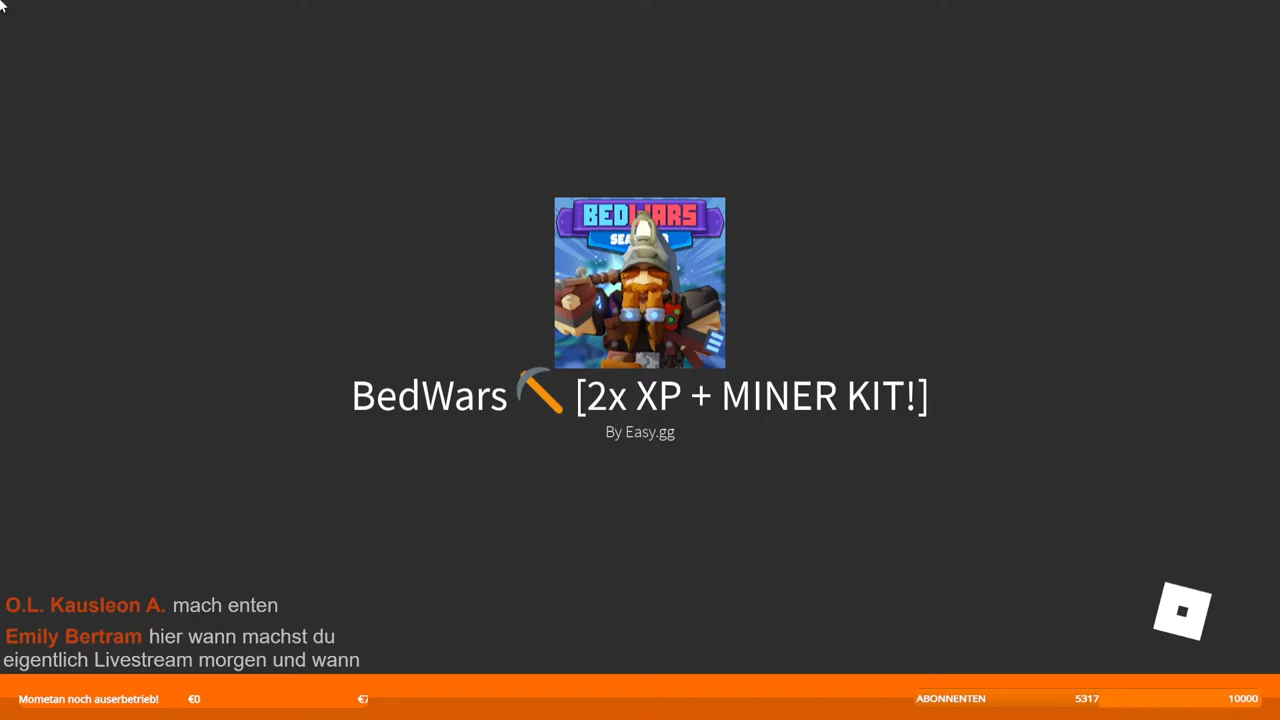 BEDWARS
BedWars [2x XP + MINER KIT!]
By Easy.gg
O.L. Kausleon A. mach enten
Emily Bertram hier wann machst du
eigentlich Livestream morgen und wann
Mometan noch auserbetrieb! €0 €7
ABONNENTEN 5317 10000